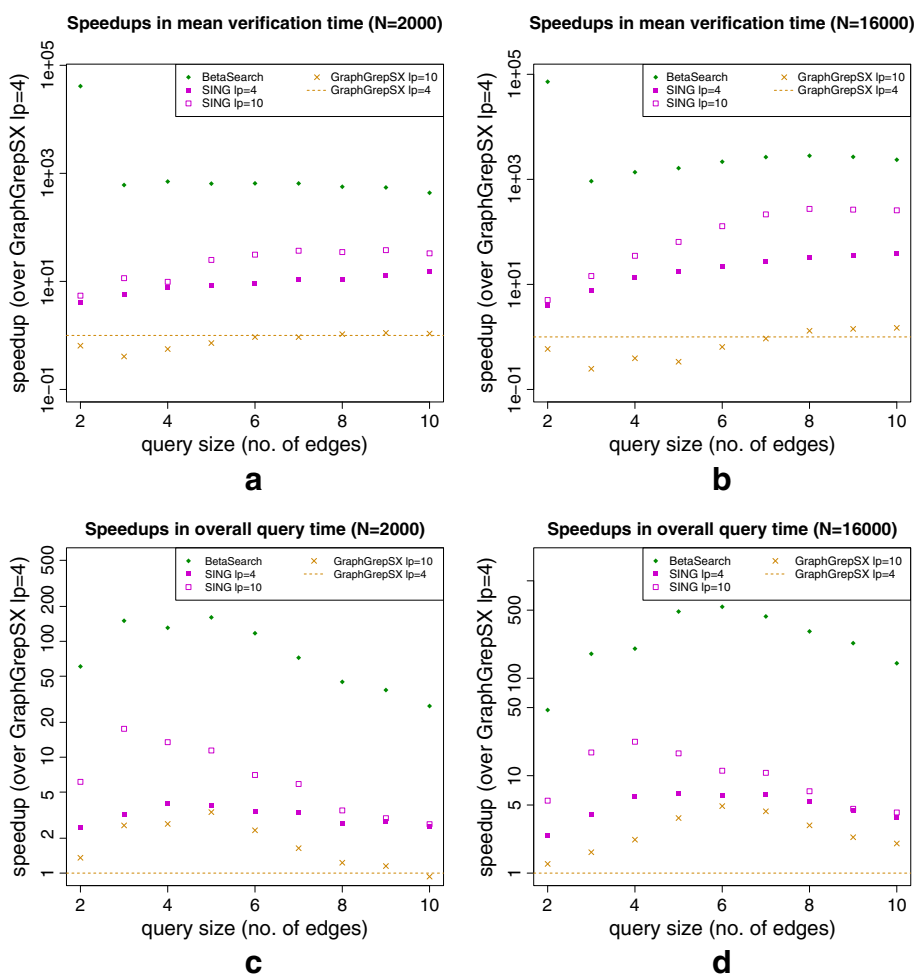 Speedups in mean verification time (N=2000)
speedup (over GraphGrepSX lp=4)
1e+05
1e+03
1e+01
1e−01
BetaSearch
SING lp=4
SING lp=10
GraphGrepSX lp=10
GraphGrepSX lp=4
2 4 6 8 10
query size (no. of edges)
a
Speedups in mean verification time (N=16000)
speedup (over GraphGrepSX lp=4)
1e+05
1e+03
1e+01
1e−01
BetaSearch
SING lp=4
SING lp=10
GraphGrepSX lp=10
GraphGrepSX lp=4
2 4 6 8 10
query size (no. of edges)
b
Speedups in overall query time (N=2000)
speedup (over GraphGrepSX lp=4)
500
200
100
50
20
10
5
2
1
BetaSearch
SING lp=4
SING lp=10
GraphGrepSX lp=10
GraphGrepSX lp=4
2 4 6 8 10
query size (no. of edges)
c
Speedups in overall query time (N=16000)
speedup (over GraphGrepSX lp=4)
500
100
50
10
5
1
BetaSearch
SING lp=4
SING lp=10
GraphGrepSX lp=10
GraphGrepSX lp=4
2 4 6 8 10
query size (no. of edges)
d